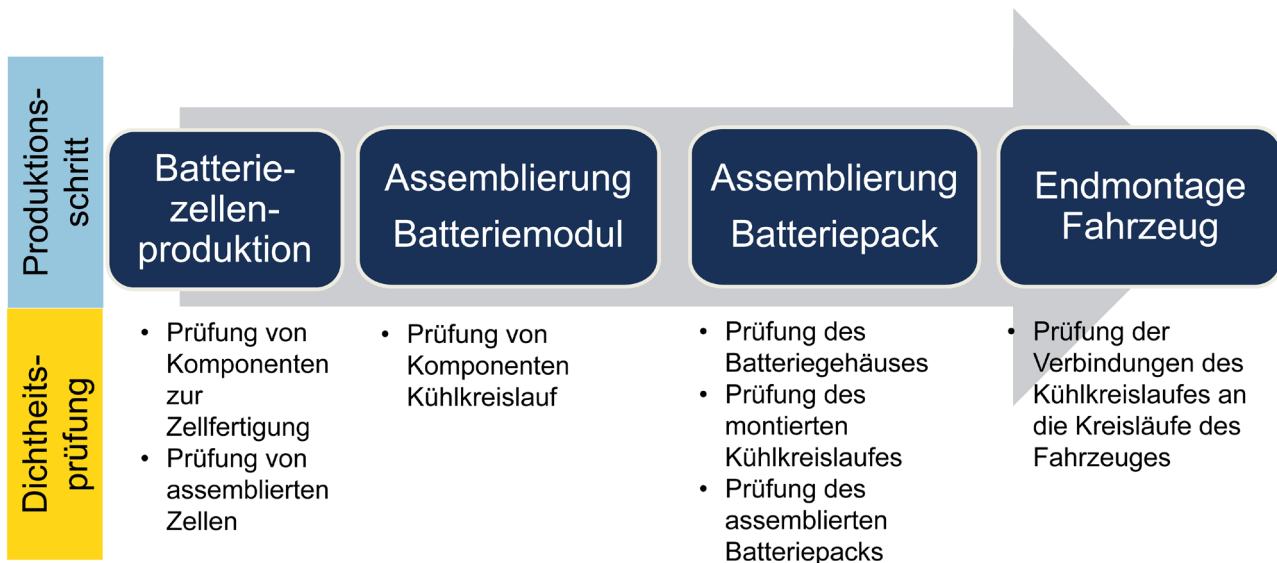 Produktions-
schritt
Batterie-
zellen-
produktion
Assemblierung
Batteriemodul
Assemblierung
Batteriepack
Endmontage
Fahrzeug
Dichtheits-
prüfung
• Prüfung von
Komponenten
zur
Zellfertigung
• Prüfung von
assemblierten
Zellen
• Prüfung von
Komponenten
Kühlkreislauf
• Prüfung des
Batteriegehäuses
• Prüfung des
montierten
Kühlkreislaufes
• Prüfung des
assemblierten
Batteriepacks
• Prüfung der
Verbindungen des
Kühlkreislaufes an
die Kreisläufe des
Fahrzeuges